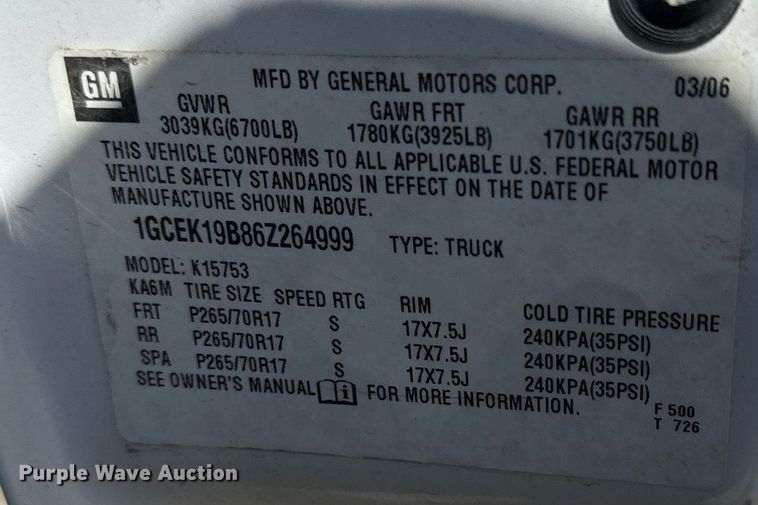 GM
MFD BY GENERAL MOTORS CORP. 03/06
GVWR GAWR FRT GAWR RR
3039KG(6700LB) 1780KG(3925LB) 1701KG(3750LB)
THIS VEHICLE CONFORMS TO ALL APPLICABLE U.S. FEDERAL MOTOR
VEHICLE SAFETY STANDARDS IN EFFECT ON THE DATE OF
MANUFACTURE SHOWN ABOVE.
1GCEK19B86Z264999 TYPE: TRUCK
MODEL: K15753
KA6M TIRE SIZE SPEED RTG RIM COLD TIRE PRESSURE
FRT P265/70R17 S 17X7.5J 240KPA(35PSI)
RR P265/70R17 S 17X7.5J 240KPA(35PSI)
SPA P265/70R17 S 17X7.5J 240KPA(35PSI)
SEE OWNER'S MANUAL FOR MORE INFORMATION.
F 500
T 726
Purple Wave Auction